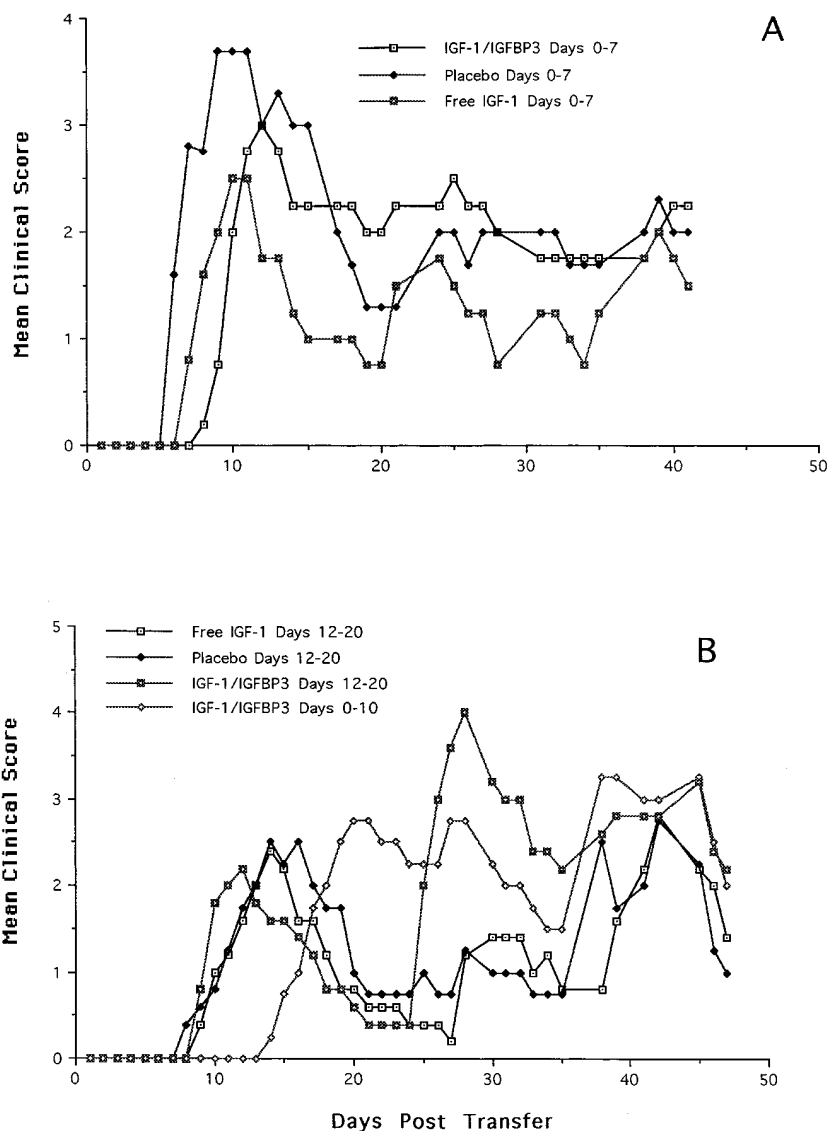 A
IGF-1/IGFBP3 Days 0-7
Placebo Days 0-7
Free IGF-1 Days 0-7
Mean Clinical Score
4
3
2
1
0
0 10 20 30 40 50
B
Free IGF-1 Days 12-20
Placebo Days 12-20
IGF-1/IGFBP3 Days 12-20
IGF-1/IGFBP3 Days 0-10
Mean Clinical Score
5
4
3
2
1
0
0 10 20 30 40 50
Days Post Transfer